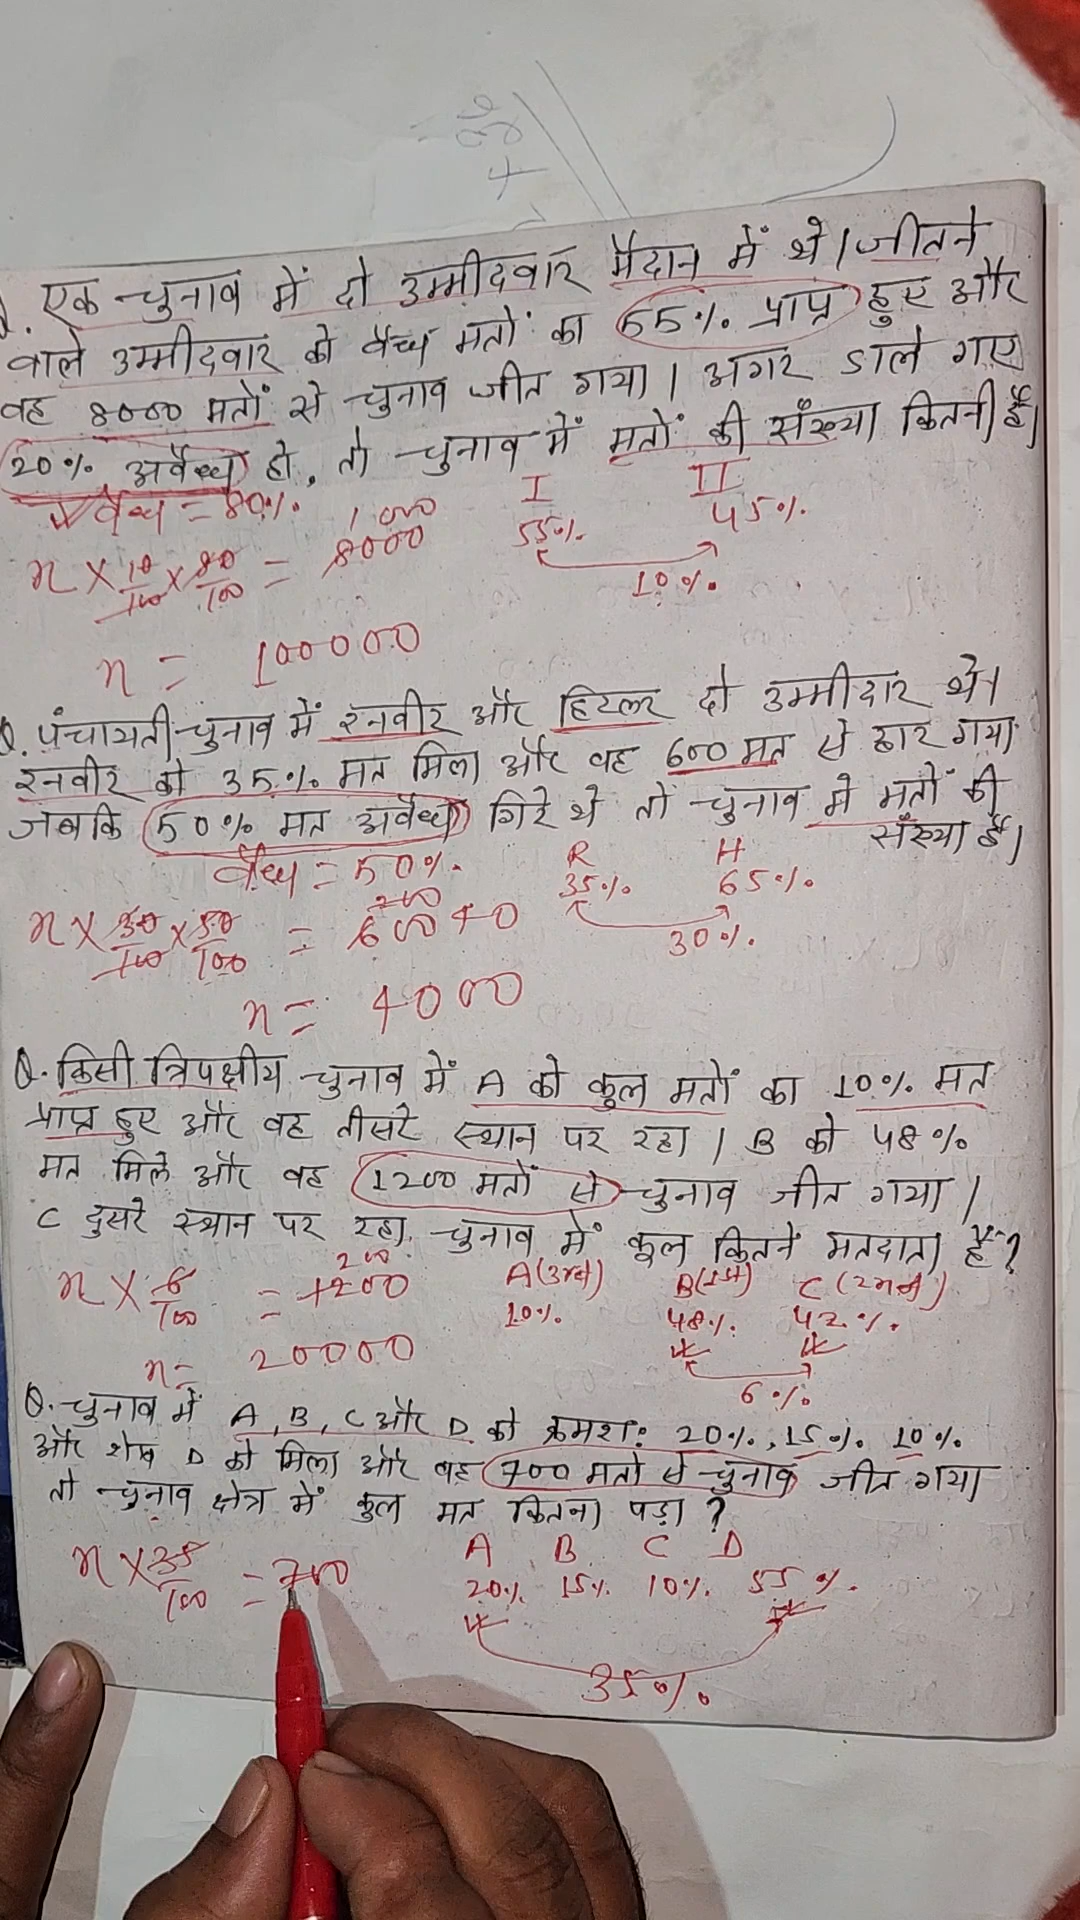 Q. एक चुनाव में दो उम्मीदवार मैदान में थे। जीतने
वाले उम्मीदवार को वैध्य मतों का 55% प्राप्त हुए और
वह 8000 मतों से चुनाव जीत गया। अगर डाले गए
20% अवैध्य हो, तो चुनाव में मतों की सँख्या कितनी है।
वैध्य = 80%
I II
55% 45%
10%
1000
n × 10/100 × 80/100 = 8000
n = 100000
Q. पंचायती चुनाव में रनवीर और हिटलर दो उम्मीदार थे।
रनवीर को 35% मत मिला और वह 600 मत से हार गया
जबकि 50% मत अवैध्य गिरे थे तो चुनाव में मतों की
सँख्या है।
वैध्य = 50%
R H
35% 65%
30%
200
n × 30/100 × 50/100 = 600 40
n = 4000
Q. किसी त्रिपक्षीय चुनाव में A को कुल मतों का 10% मत
प्राप्त हुए और वह तीसरे स्थान पर रहा। B को 48%
मत मिले और वह 1200 मतों से चुनाव जीत गया।
C दुसरे स्थान पर रहा, चुनाव में कुल कितने मतदाता हैं?
200
n × 6/100 = 1200
A(3rd) B(1st) C(2nd)
10% 48% 42%
6%
n = 20000
Q. चुनाव में A, B, C और D को क्रमश: 20%, 15%, 10%
और शेष D को मिला और वह 700 मतों से चुनाव जीत गया
तो चुनाव क्षेत्र में कुल मत कितना पड़ा?
n × 35/100 = 700
A B C D
20% 15% 10% 55%
35%